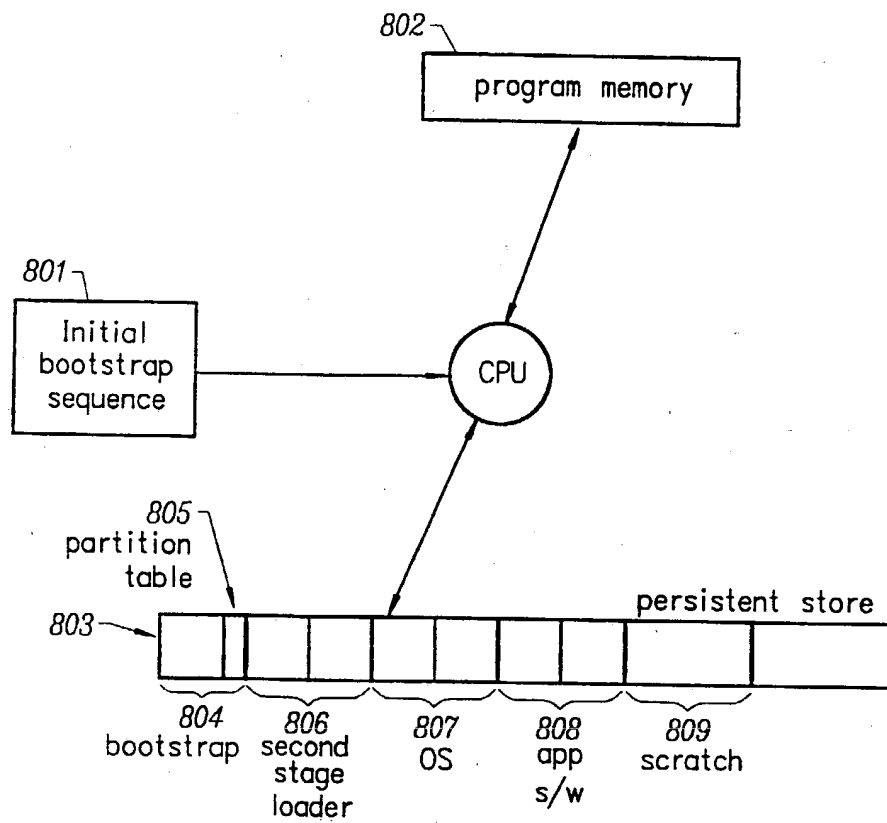 802
program memory
801
Initial
bootstrap
sequence
CPU
805
partition
table
persistent store
803
804
bootstrap
806
second
stage
loader
807
OS
808
app
s/w
809
scratch